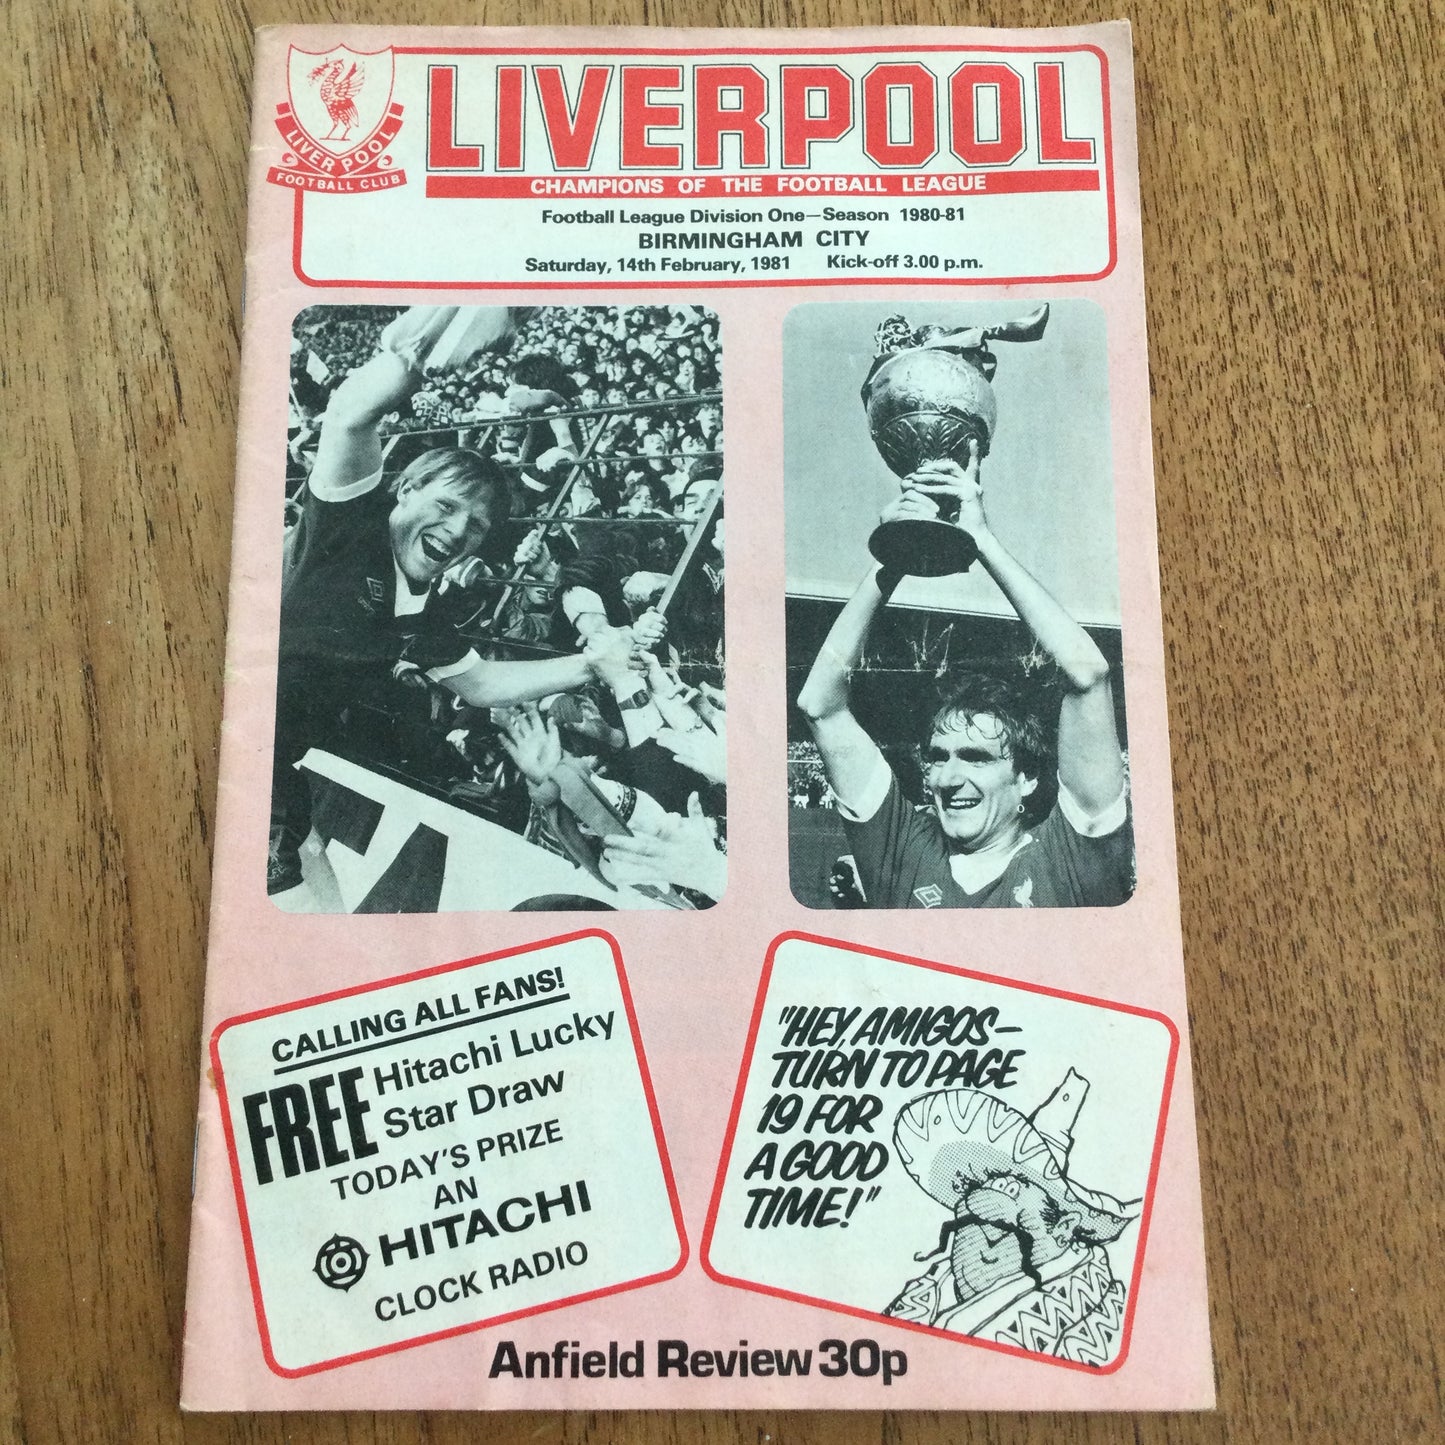 LIVERPOOL
FOOTBALL CLUB
LIVERPOOL
CHAMPIONS OF THE FOOTBALL LEAGUE
Football League Division One—Season 1980-81
BIRMINGHAM CITY
Saturday, 14th February, 1981 Kick-off 3.00 p.m.
CALLING ALL FANS!
FREE Hitachi Lucky
Star Draw
TODAY'S PRIZE
AN
HITACHI
CLOCK RADIO
"HEY, AMIGOS—
TURN TO PAGE
19 FOR
A GOOD
TIME!"
Anfield Review 30p